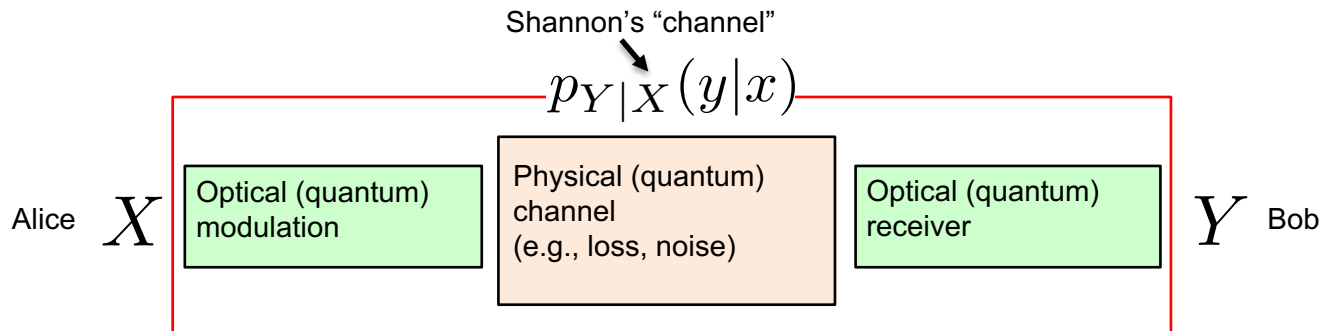 Shannon’s “channel”
p_{Y|X}(y|x)
Alice
X
Optical (quantum)
modulation
Physical (quantum)
channel
(e.g., loss, noise)
Optical (quantum)
receiver
Y
Bob